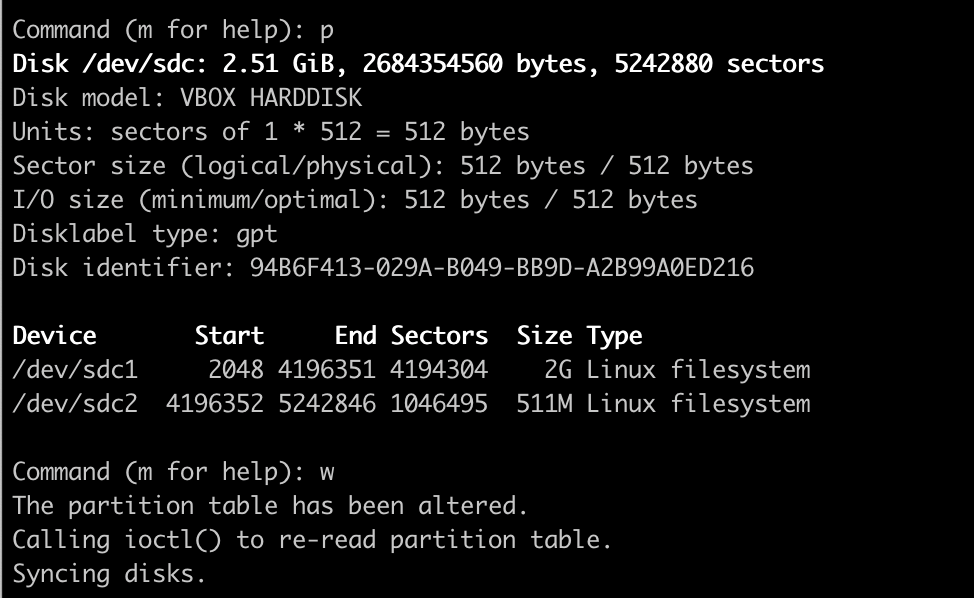 Command (m for help): p
Disk /dev/sdc: 2.51 GiB, 2684354560 bytes, 5242880 sectors
Disk model: VBOX HARDDISK
Units: sectors of 1 * 512 = 512 bytes
Sector size (logical/physical): 512 bytes / 512 bytes
I/O size (minimum/optimal): 512 bytes / 512 bytes
Disklabel type: gpt
Disk identifier: 94B6F413-029A-B049-BB9D-A2B99A0ED216
Device       Start     End Sectors  Size Type
/dev/sdc1     2048 4196351 4194304    2G Linux filesystem
/dev/sdc2  4196352 5242846 1046495  511M Linux filesystem
Command (m for help): w
The partition table has been altered.
Calling ioctl() to re-read partition table.
Syncing disks.